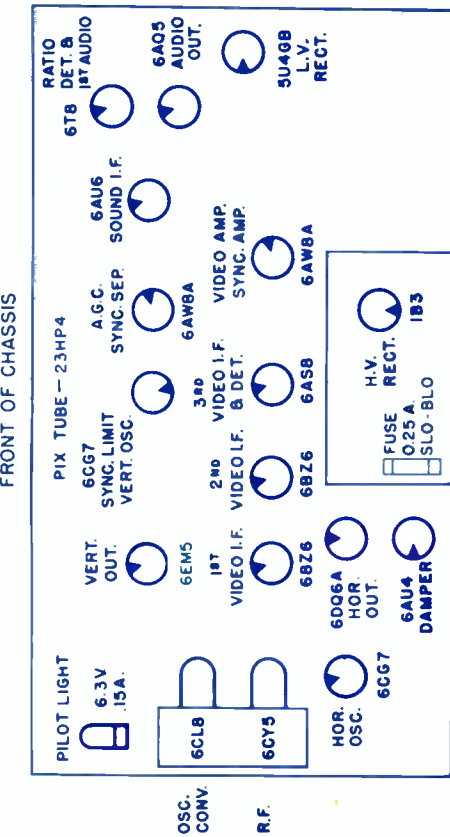 FRONT OF CHASSIS
PILOT LIGHT
6.3V
.15A.
PIX TUBE – 23HP4
RATIO
DET. &
1ST AUDIO
6T8
6AQ5
AUDIO
OUT.
5U4GB
L.V.
RECT.
6AU6
SOUND I.F.
A.G.C.
SYNC. SEP.
6AW8A
6CG7
SYNC. LIMIT
VERT. OSC.
VERT.
OUT.
6EM5
OSC.
CONV.
6CL8
R.F.
6CY5
1ST
VIDEO I.F.
6BZ6
2ND
VIDEO I.F.
6BZ6
3RD
VIDEO I.F.
& DET.
6AS8
VIDEO AMP.
SYNC. AMP.
6AW8A
HOR.
OSC.
6CG7
6DQ6A
HOR.
OUT.
6AU4
DAMPER
FUSE
0.25 A.
SLO-BLO
H.V.
RECT.
1B3